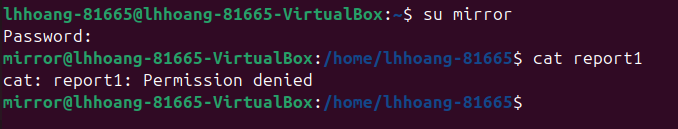 lhhoang-81665@lhhoang-81665-VirtualBox:~$ su mirror
Password:
mirror@lhhoang-81665-VirtualBox:/home/lhhoang-81665$ cat report1
cat: report1: Permission denied
mirror@lhhoang-81665-VirtualBox:/home/lhhoang-81665$